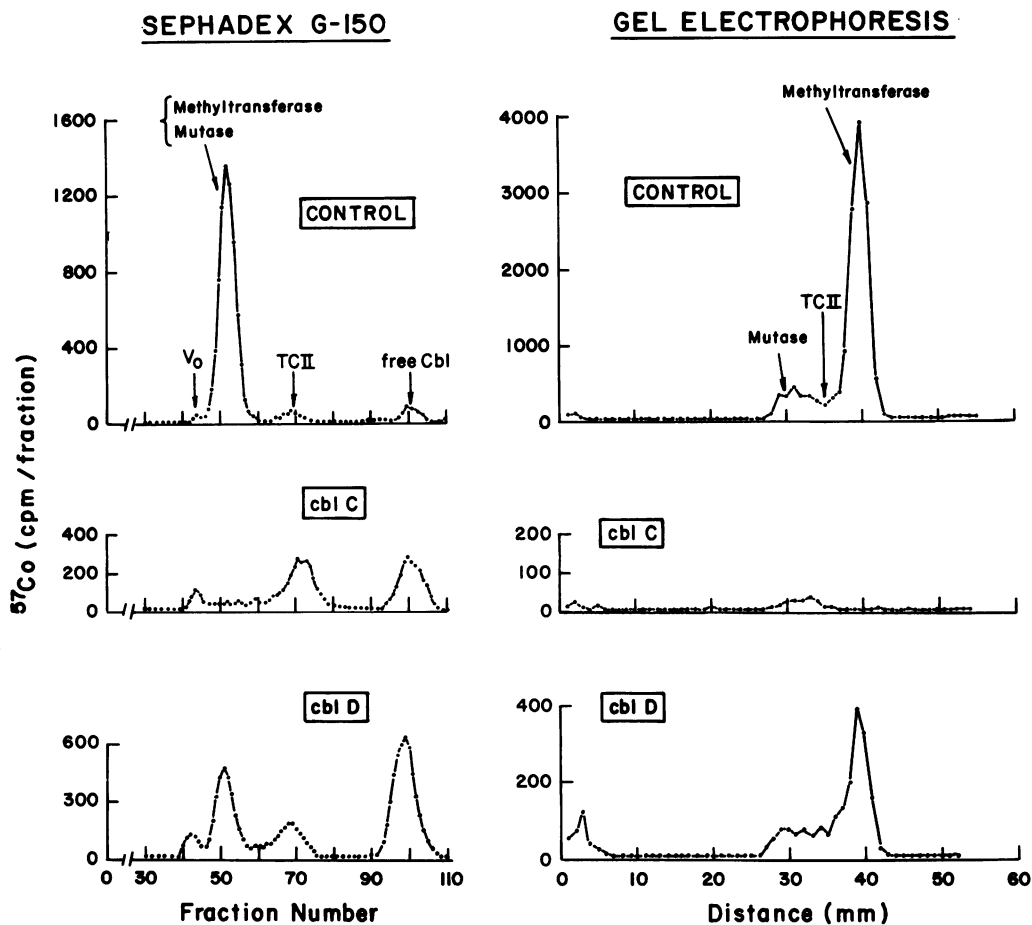 SEPHADEX G-150
GEL ELECTROPHORESIS
57Co (cpm/fraction)
1600
1200
800
400
0
Methyltransferase
Mutase
CONTROL
V0
TCII
free Cbl
4000
3000
2000
1000
0
Methyltransferase
CONTROL
TCII
Mutase
cbl C
400
200
0
cbl C
200
100
0
cbl D
600
300
0
0 30 50 70 90 110
Fraction Number
cbl D
400
200
0
0 10 20 30 40 50 60
Distance (mm)